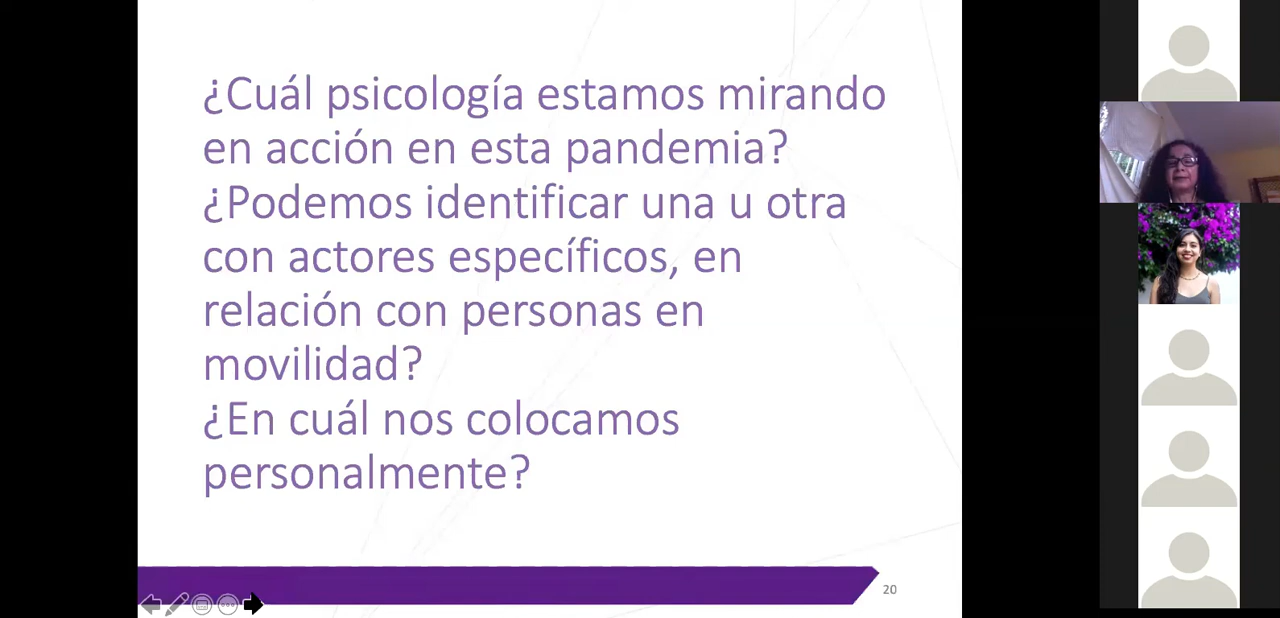 ¿Cuál psicología estamos mirando
en acción en esta pandemia?
¿Podemos identificar una u otra
con actores específicos, en
relación con personas en
movilidad?
¿En cuál nos colocamos
personalmente?
20